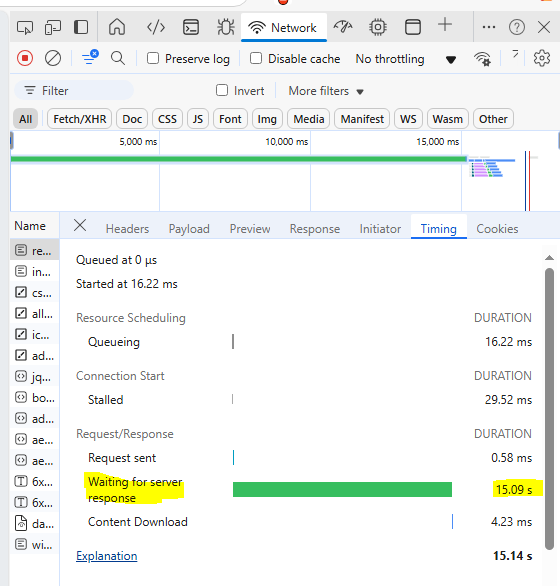 Network
Preserve log
Disable cache
No throttling
Filter
Invert
More filters
All
Fetch/XHR
Doc
CSS
JS
Font
Img
Media
Manifest
WS
Wasm
Other
5,000 ms
10,000 ms
15,000 ms
Name
Headers
Payload
Preview
Response
Initiator
Timing
Cookies
re...
in...
cs...
all...
ic...
ad...
jq...
bo...
ad...
ae...
ae...
6x...
6x...
da...
wi...
Queued at 0 μs
Started at 16.22 ms
Resource Scheduling DURATION
Queueing 16.22 ms
Connection Start DURATION
Stalled 29.52 ms
Request/Response DURATION
Request sent 0.58 ms
Waiting for server
response 15.09 s
Content Download 4.23 ms
Explanation 15.14 s